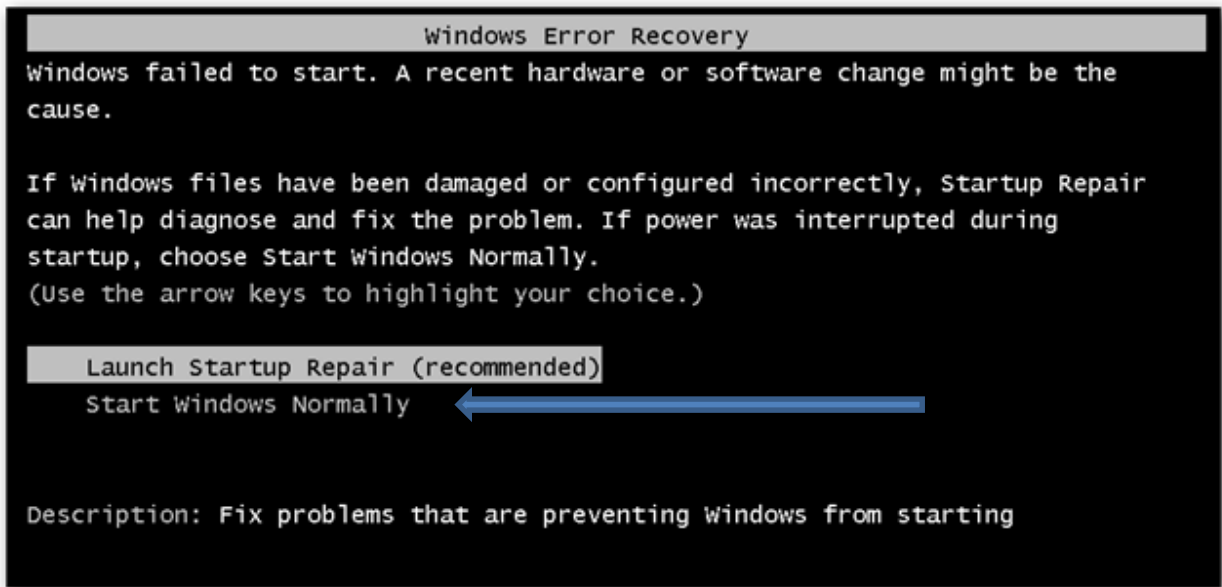 Windows Error Recovery
Windows failed to start. A recent hardware or software change might be the
cause.
If Windows files have been damaged or configured incorrectly, Startup Repair
can help diagnose and fix the problem. If power was interrupted during
startup, choose Start Windows Normally.
(Use the arrow keys to highlight your choice.)
Launch Startup Repair (recommended)
Start Windows Normally
Description: Fix problems that are preventing Windows from starting